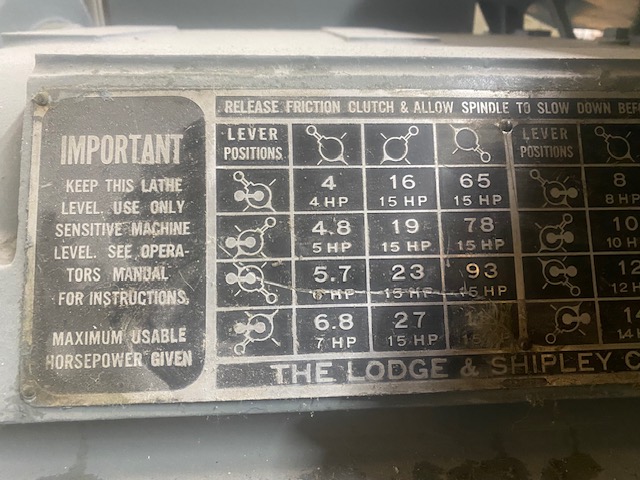 RELEASE FRICTION CLUTCH & ALLOW SPINDLE TO SLOW DOWN
IMPORTANT
KEEP THIS LATHE
LEVEL. USE ONLY
SENSITIVE MACHINE
LEVEL. SEE OPERA-
TORS MANUAL
FOR INSTRUCTIONS.
MAXIMUM USABLE
HORSEPOWER GIVEN
LEVER POSITIONS
LEVER POSITIONS
4 16 65 8
4 HP 15 HP 15 HP 8 HP
4.8 19 78 10
5 HP 15 HP 15 HP 10
5.7 23 93 12
6 HP 15 HP 15 HP 12
6.8 27
7 HP 15 HP
THE LODGE & SHIPLEY